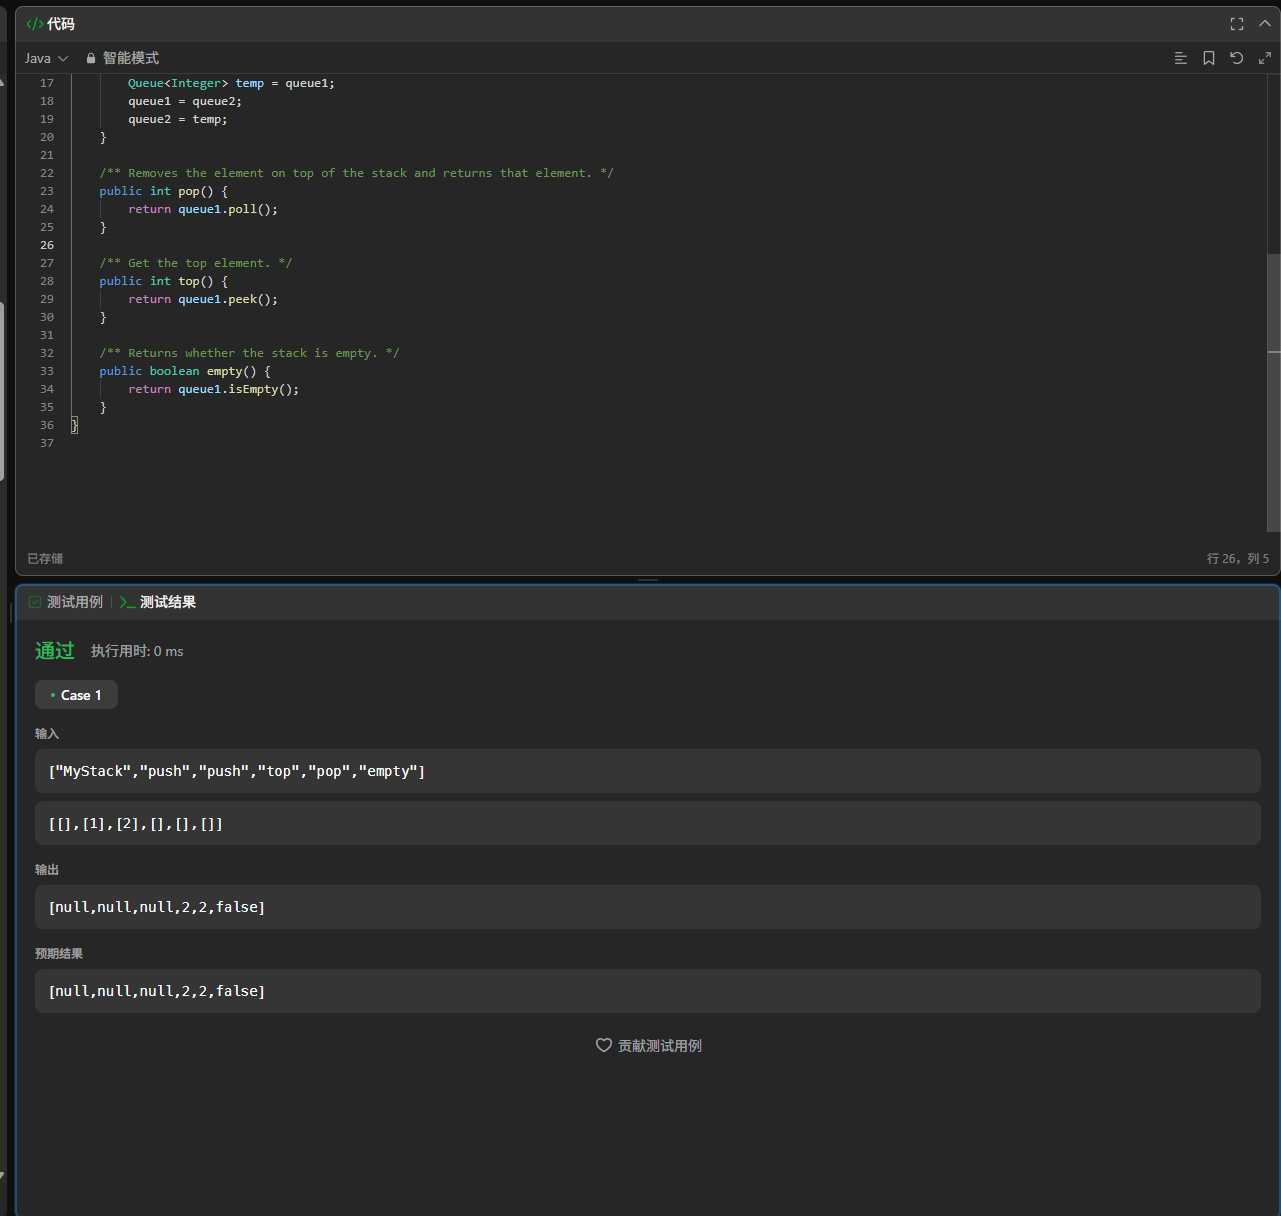 </> 代码
Java 智能模式
17 Queue<Integer> temp = queue1;
18 queue1 = queue2;
19 queue2 = temp;
20 }
21
22 /** Removes the element on top of the stack and returns that element. */
23 public int pop() {
24 return queue1.poll();
25 }
26
27 /** Get the top element. */
28 public int top() {
29 return queue1.peek();
30 }
31
32 /** Returns whether the stack is empty. */
33 public boolean empty() {
34 return queue1.isEmpty();
35 }
36 }
37
已存储 行 26，列 5
测试用例 | >_ 测试结果
通过 执行用时: 0 ms
• Case 1
输入
["MyStack","push","push","top","pop","empty"]
[[],[1],[2],[],[],[]]
输出
[null,null,null,2,2,false]
预期结果
[null,null,null,2,2,false]
贡献测试用例